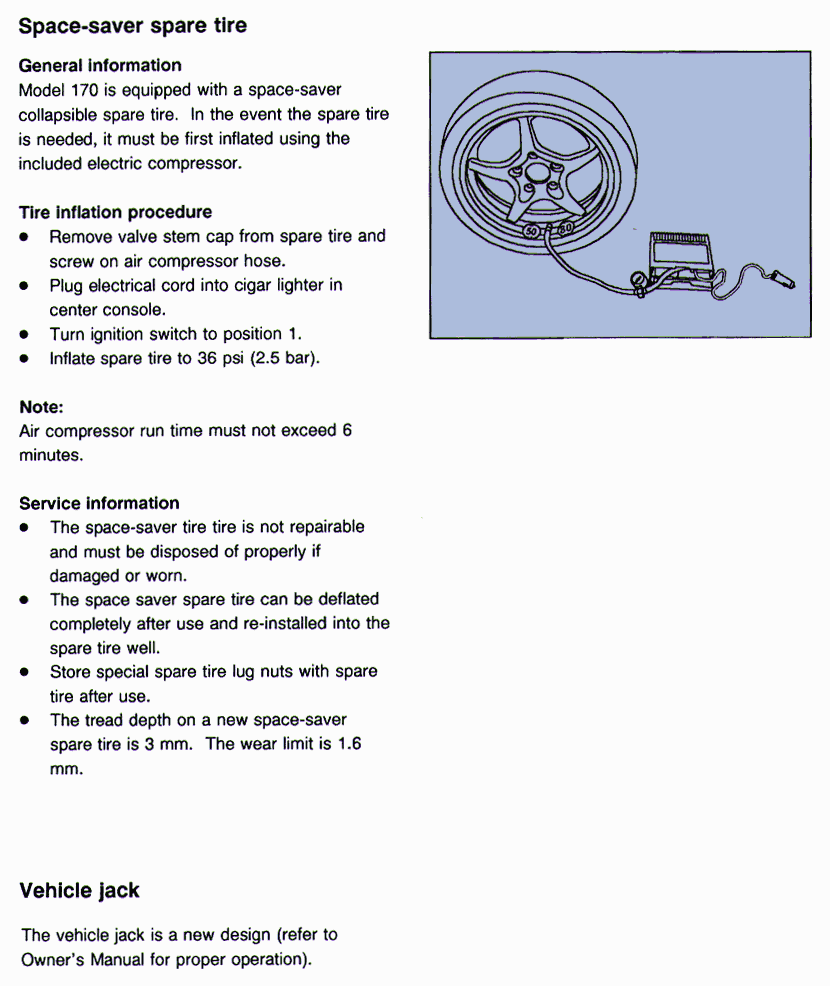 Space-saver spare tire
General information
Model 170 is equipped with a space-saver
collapsible spare tire. In the event the spare tire
is needed, it must be first inflated using the
included electric compressor.
Tire inflation procedure
● Remove valve stem cap from spare tire and
screw on air compressor hose.
● Plug electrical cord into cigar lighter in
center console.
● Turn ignition switch to position 1.
● Inflate spare tire to 36 psi (2.5 bar).
Note:
Air compressor run time must not exceed 6
minutes.
Service information
● The space-saver tire tire is not repairable
and must be disposed of properly if
damaged or worn.
● The space saver spare tire can be deflated
completely after use and re-installed into the
spare tire well.
● Store special spare tire lug nuts with spare
tire after use.
● The tread depth on a new space-saver
spare tire is 3 mm. The wear limit is 1.6
mm.
50 80
Vehicle jack
The vehicle jack is a new design (refer to
Owner's Manual for proper operation).